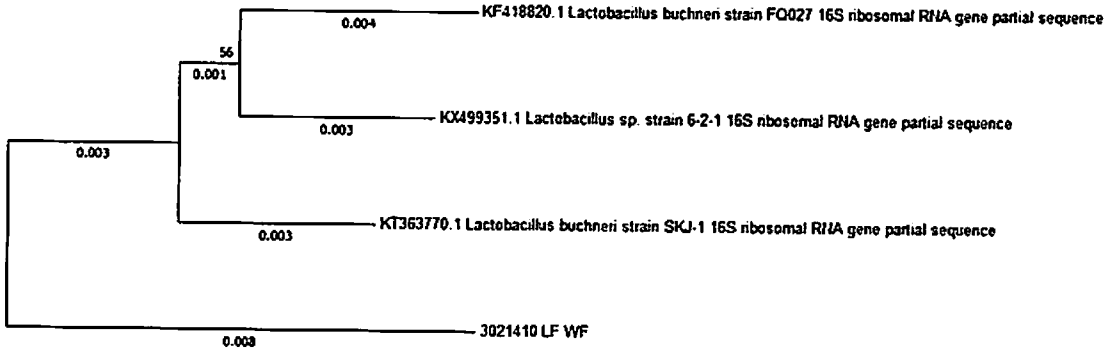 KF418820.1 Lactobacillus buchneri strain FQ027 16S ribosomal RNA gene partial sequence
0.004
56
0.001
KX499351.1 Lactobacillus sp. strain 6-2-1 16S ribosomal RNA gene partial sequence
0.003
0.003
KT363770.1 Lactobacillus buchneri strain SKJ-1 16S ribosomal RNA gene partial sequence
0.003
3021410 LF WF
0.008